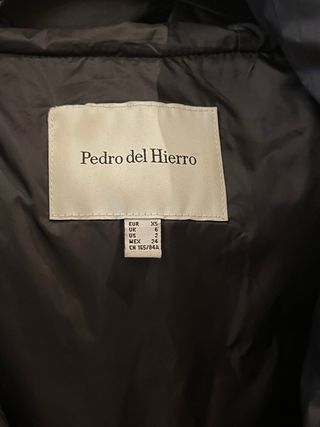 Pedro del Hierro
EUR XS
UK 6
US 2
MEX 24
CN 165/84A